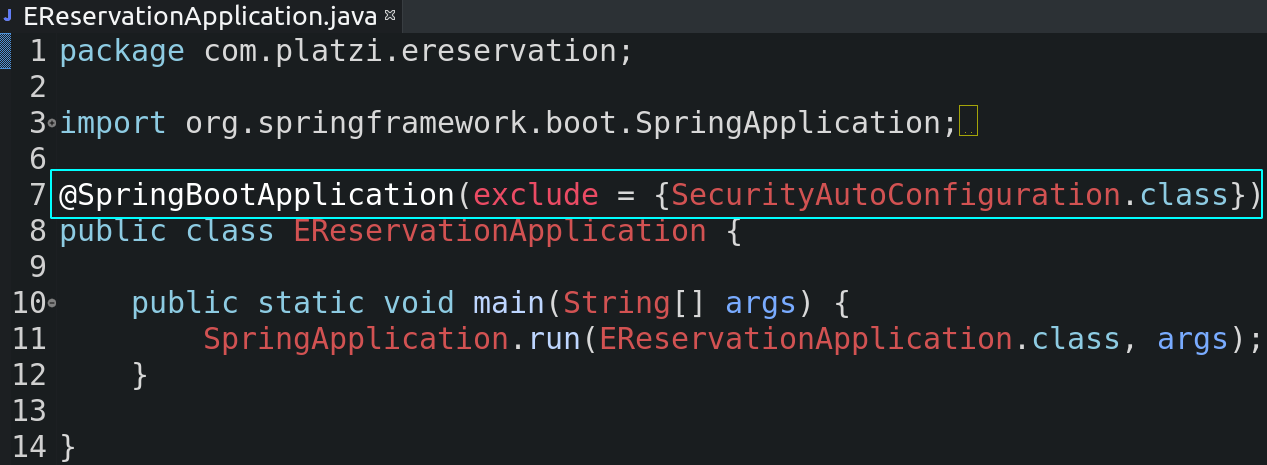 EReservationApplication.java
1 package com.platzi.ereservation;
2
3 import org.springframework.boot.SpringApplication;
6
7 @SpringBootApplication(exclude = {SecurityAutoConfiguration.class})
8 public class EReservationApplication {
9
10 public static void main(String[] args) {
11 SpringApplication.run(EReservationApplication.class, args);
12 }
13
14 }